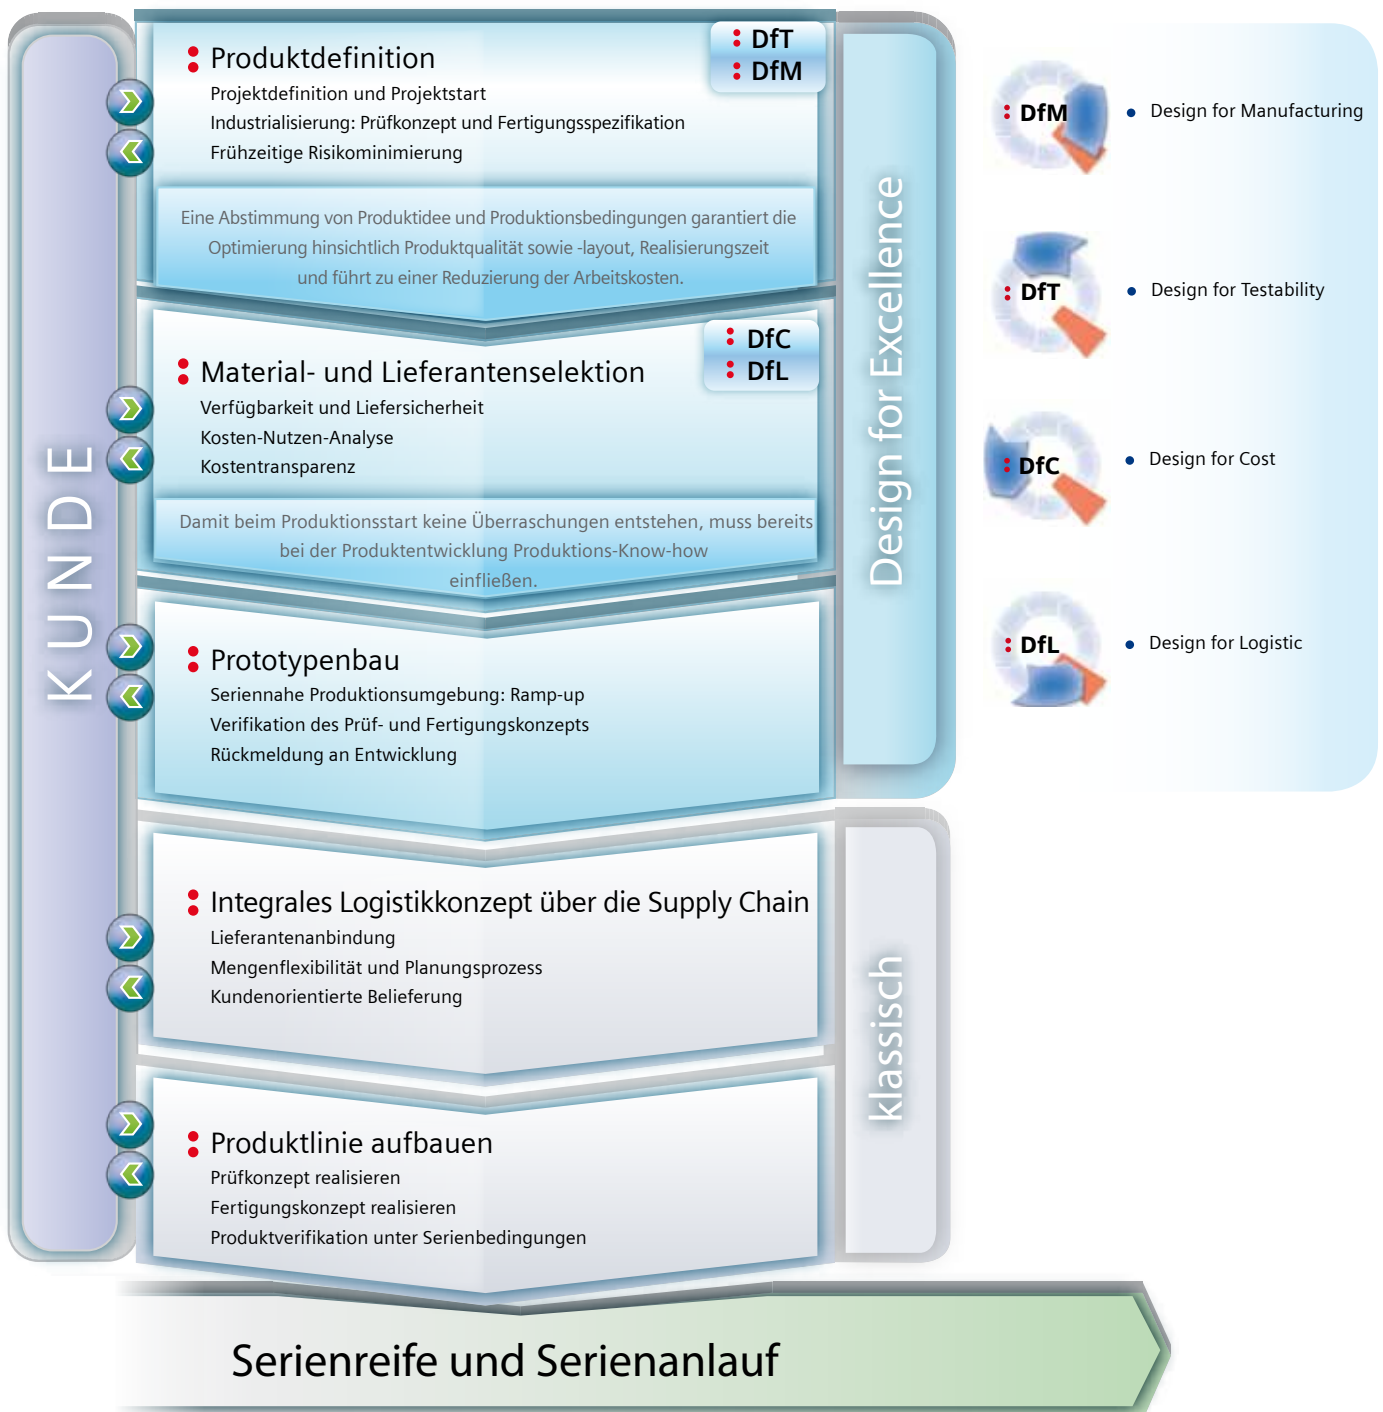 KUNDE
Produktdefinition
Projektdefinition und Projektstart
Industrialisierung: Prüfkonzept und Fertigungsspezifikation
Frühzeitige Risikominimierung
DfT
DfM
Eine Abstimmung von Produktidee und Produktionsbedingungen garantiert die
Optimierung hinsichtlich Produktqualität sowie -layout, Realisierungszeit
und führt zu einer Reduzierung der Arbeitskosten.
Material- und Lieferantenselektion
Verfügbarkeit und Liefersicherheit
Kosten-Nutzen-Analyse
Kostentransparenz
DfC
DfL
Damit beim Produktionsstart keine Überraschungen entstehen, muss bereits
bei der Produktentwicklung Produktions-Know-how
einfließen.
Prototypenbau
Seriennahe Produktionsumgebung: Ramp-up
Verifikation des Prüf- und Fertigungskonzepts
Rückmeldung an Entwicklung
Design for Excellence
Integrales Logistikkonzept über die Supply Chain
Lieferantenanbindung
Mengenflexibilität und Planungsprozess
Kundenorientierte Belieferung
Produktlinie aufbauen
Prüfkonzept realisieren
Fertigungskonzept realisieren
Produktverifikation unter Serienbedingungen
klassisch
Serienreife und Serienanlauf
: DfM • Design for Manufacturing
: DfT • Design for Testability
: DfC • Design for Cost
: DfL • Design for Logistic